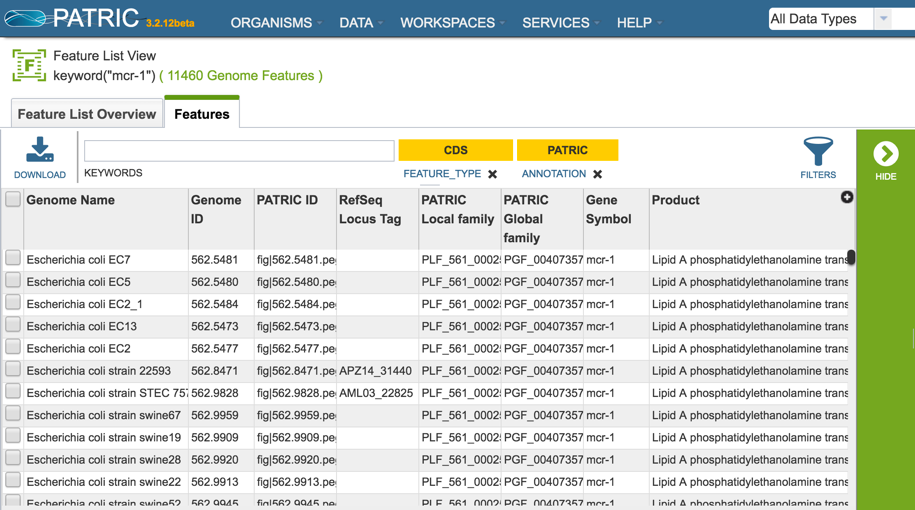 PATRIC 3.2.12beta ORGANISMS DATA WORKSPACES SERVICES HELP All Data Types
Feature List View
keyword("mcr-1") ( 11460 Genome Features )
Feature List Overview Features
CDS PATRIC
DOWNLOAD KEYWORDS FEATURE_TYPE ✖ ANNOTATION ✖ FILTERS HIDE
Genome Name Genome ID PATRIC ID RefSeq Locus Tag PATRIC Local family PATRIC Global family Gene Symbol Product
Escherichia coli EC7 562.5481 fig|562.5481.pe PLF_561_0002 PGF_00407357 mcr-1 Lipid A phosphatidylethanolamine trans
Escherichia coli EC5 562.5480 fig|562.5480.pe PLF_561_0002 PGF_00407357 mcr-1 Lipid A phosphatidylethanolamine trans
Escherichia coli EC2_1 562.5484 fig|562.5484.pe PLF_561_0002 PGF_00407357 mcr-1 Lipid A phosphatidylethanolamine trans
Escherichia coli EC13 562.5473 fig|562.5473.pe PLF_561_0002 PGF_00407357 mcr-1 Lipid A phosphatidylethanolamine trans
Escherichia coli EC2 562.5477 fig|562.5477.pe PLF_561_0002 PGF_00407357 mcr-1 Lipid A phosphatidylethanolamine trans
Escherichia coli strain 22593 562.8471 fig|562.8471.pe APZ14_31440 PLF_561_0002 PGF_00407357 mcr-1 Lipid A phosphatidylethanolamine trans
Escherichia coli strain STEC 757 562.9828 fig|562.9828.pe AML03_22825 PLF_561_0002 PGF_00407357 mcr-1 Lipid A phosphatidylethanolamine trans
Escherichia coli strain swine67 562.9959 fig|562.9959.pe PLF_561_0002 PGF_00407357 mcr-1 Lipid A phosphatidylethanolamine trans
Escherichia coli strain swine19 562.9909 fig|562.9909.pe PLF_561_0002 PGF_00407357 mcr-1 Lipid A phosphatidylethanolamine trans
Escherichia coli strain swine28 562.9920 fig|562.9920.pe PLF_561_0002 PGF_00407357 mcr-1 Lipid A phosphatidylethanolamine trans
Escherichia coli strain swine22 562.9913 fig|562.9913.pe PLF_561_0002 PGF_00407357 mcr-1 Lipid A phosphatidylethanolamine trans
Escherichia coli strain swine52 562.9945 fig|562.9945.pe PLF_561_0002 PGF_00407357 mcr-1 Lipid A phosphatidylethanolamine trans